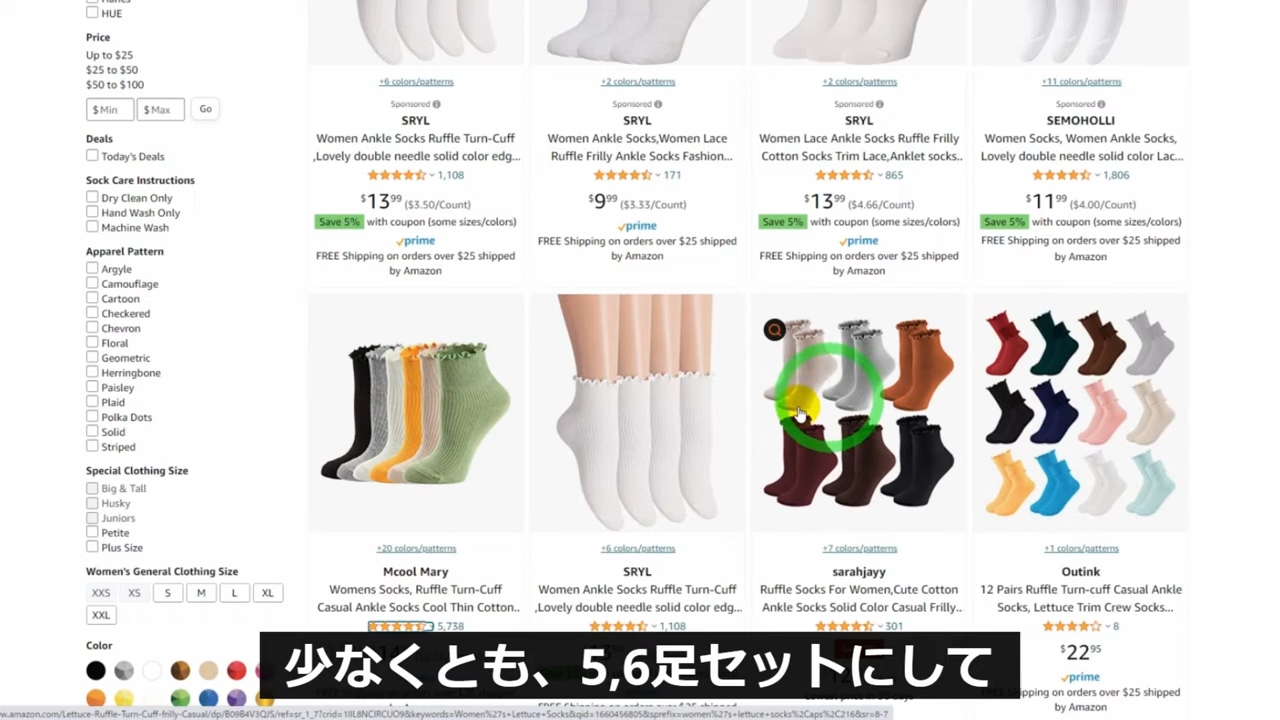 HUE
Price
Up to $25
$25 to $50
$50 to $100
$ Min $ Max Go
Deals
Today's Deals
Sock Care Instructions
Dry Clean Only
Hand Wash Only
Machine Wash
Apparel Pattern
Argyle
Camouflage
Cartoon
Checkered
Chevron
Floral
Geometric
Herringbone
Paisley
Plaid
Polka Dots
Solid
Striped
Special Clothing Size
Big & Tall
Husky
Juniors
Petite
Plus Size
Women's General Clothing Size
XXS XS S M L XL
XXL
Color
+6 colors/patterns
Sponsored
SRYL
Women Ankle Socks Ruffle Turn-Cuff
,Lovely double needle solid color edg...
1,108
$13 99 ($3.50/Count)
Save 5% with coupon (some sizes/colors)
prime
FREE Shipping on orders over $25 shipped
by Amazon
+2 colors/patterns
Sponsored
SRYL
Women Ankle Socks,Women Lace
Ruffle Frilly Ankle Socks Fashion...
171
$9 99 ($3.33/Count)
prime
FREE Shipping on orders over $25 shipped
by Amazon
+2 colors/patterns
Sponsored
SRYL
Women Lace Ankle Socks Ruffle Frilly
Cotton Socks Trim Lace,Anklet socks..
865
$13 99 ($4.66/Count)
Save 5% with coupon (some sizes/colors)
prime
FREE Shipping on orders over $25 shipped
by Amazon
+11 colors/patterns
Sponsored
SEMOHOLLI
Women Socks, Women Ankle Socks,
Lovely double needle solid color Lac...
1,806
$11 99 ($4.00/Count)
Save 5% with coupon (some sizes/colors)
FREE Shipping on orders over $25 shipped
by Amazon
+20 colors/patterns
Mcool Mary
Womens Socks, Ruffle Turn-Cuff
Casual Ankle Socks Cool Thin Cotton..
5,738
+6 colors/patterns
SRYL
Women Ankle Socks Ruffle Turn-Cuff
,Lovely double needle solid color edg...
1,108
+7 colors/patterns
sarahjayy
Ruffle Socks For Women,Cute Cotton
Ankle Socks Solid Color Casual Frilly..
301
+1 colors/patterns
Outink
12 Pairs Ruffle Turn-cuff Casual Ankle
Socks, Lettuce Trim Crew Socks...
8
$22 95
prime
少なくとも、5,6足セットにして